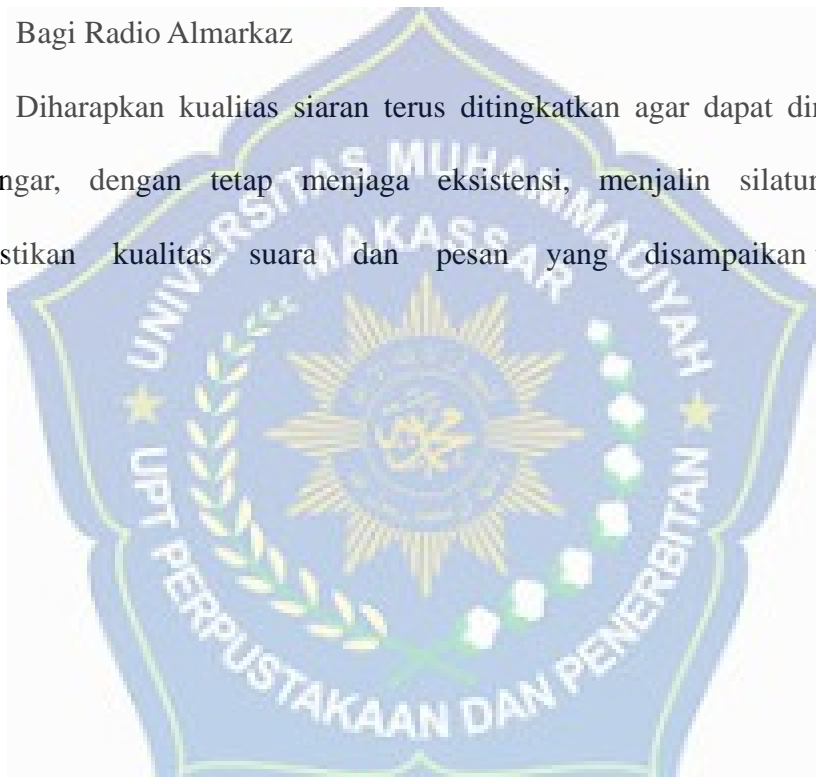 Bagi Radio Almarkaz
Diharapkan kualitas siaran terus ditingkatkan agar dapat dir
ngar, dengan tetap menjaga eksistensi, menjalin silatur
stikan kualitas suara dan pesan yang disampaikan
UNIVERSITAS MUHAMMADIYAH
MAKASSAR
UPT PERPUSTAKAAN DAN PENERBITAN